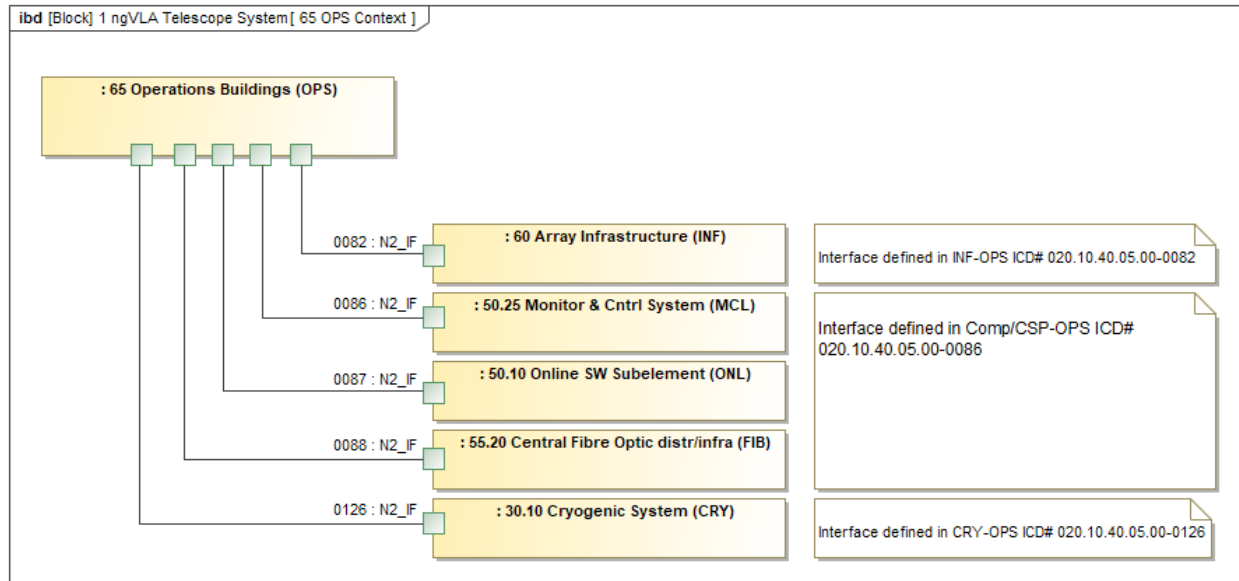 ibd [Block] 1 ngVLA Telescope System[ 65 OPS Context ]
: 65 Operations Buildings (OPS)
0082 : N2_IF
: 60 Array Infrastructure (INF)
Interface defined in INF-OPS ICD# 020.10.40.05.00-0082
0086 : N2_IF
: 50.25 Monitor & Cntrl System (MCL)
Interface defined in Comp/CSP-OPS ICD#
020.10.40.05.00-0086
0087 : N2_IF
: 50.10 Online SW Subelement (ONL)
0088 : N2_IF
: 55.20 Central Fibre Optic distr/infra (FIB)
0126 : N2_IF
: 30.10 Cryogenic System (CRY)
Interface defined in CRY-OPS ICD# 020.10.40.05.00-0126